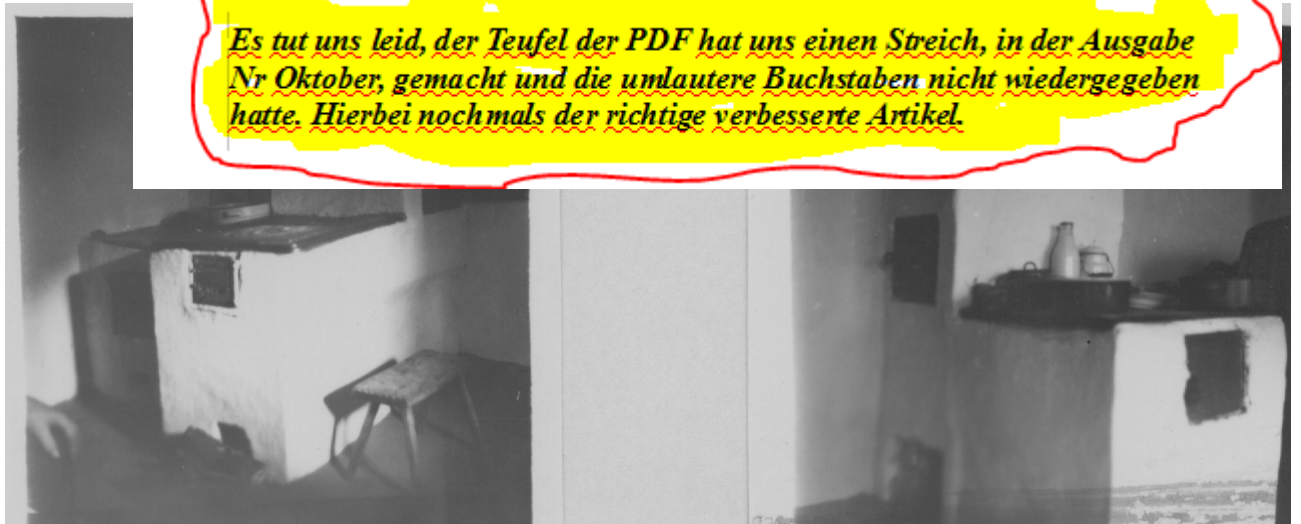 Es tut uns leid, der Teufel der PDF hat uns einen Streich, in der Ausgabe
Nr Oktober, gemacht und die umlautere Buchstaben nicht wiedergegeben
hatte. Hierbei nochmals der richtige verbesserte Artikel.